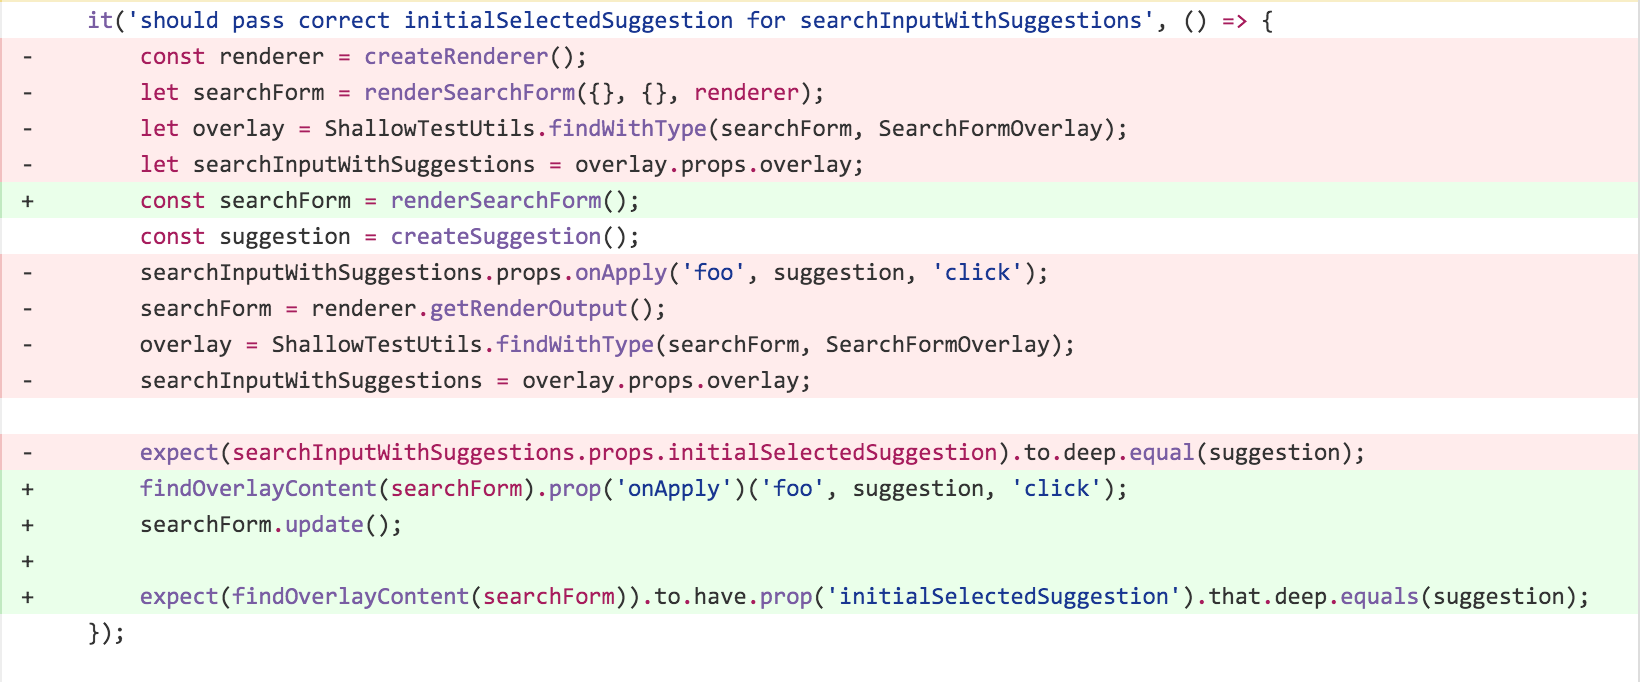 it('should pass correct initialSelectedSuggestion for searchInputWithSuggestions', () => {
-        const renderer = createRenderer();
-        let searchForm = renderSearchForm({}, {}, renderer);
-        let overlay = ShallowTestUtils.findWithType(searchForm, SearchFormOverlay);
-        let searchInputWithSuggestions = overlay.props.overlay;
+        const searchForm = renderSearchForm();
const suggestion = createSuggestion();
-        searchInputWithSuggestions.props.onApply('foo', suggestion, 'click');
-        searchForm = renderer.getRenderOutput();
-        overlay = ShallowTestUtils.findWithType(searchForm, SearchFormOverlay);
-        searchInputWithSuggestions = overlay.props.overlay;
-        expect(searchInputWithSuggestions.props.initialSelectedSuggestion).to.deep.equal(suggestion);
+        findOverlayContent(searchForm).prop('onApply')('foo', suggestion, 'click');
+        searchForm.update();
+
+        expect(findOverlayContent(searchForm)).to.have.prop('initialSelectedSuggestion').that.deep.equals(suggestion);
});